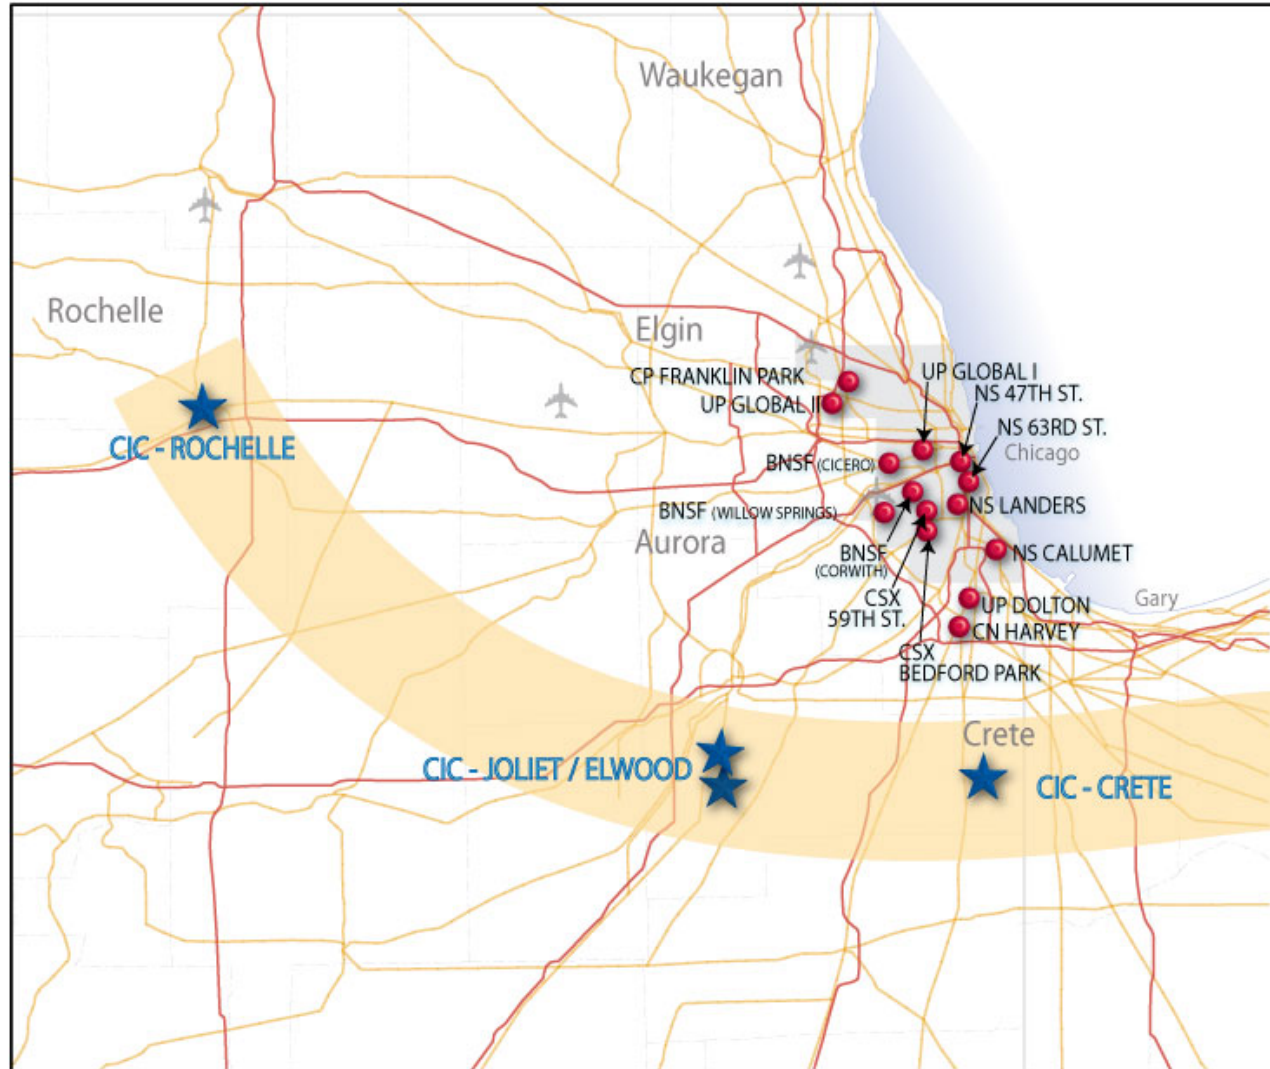 Waukegan
Rochelle
Elgin
CP FRANKLIN PARK
UP GLOBAL II
UP GLOBAL I
NS 47TH ST.
NS 63RD ST.
Chicago
CIC - ROCHELLE
BNSF (CICERO)
BNSF (WILLOW SPRINGS)
NS LANDERS
Aurora
BNSF
(CORWITH)
NS CALUMET
CSX
59TH ST.
UP DOLTON
Gary
CN HARVEY
CSX
BEDFORD PARK
Crete
CIC - JOLIET / ELWOOD
CIC - CRETE